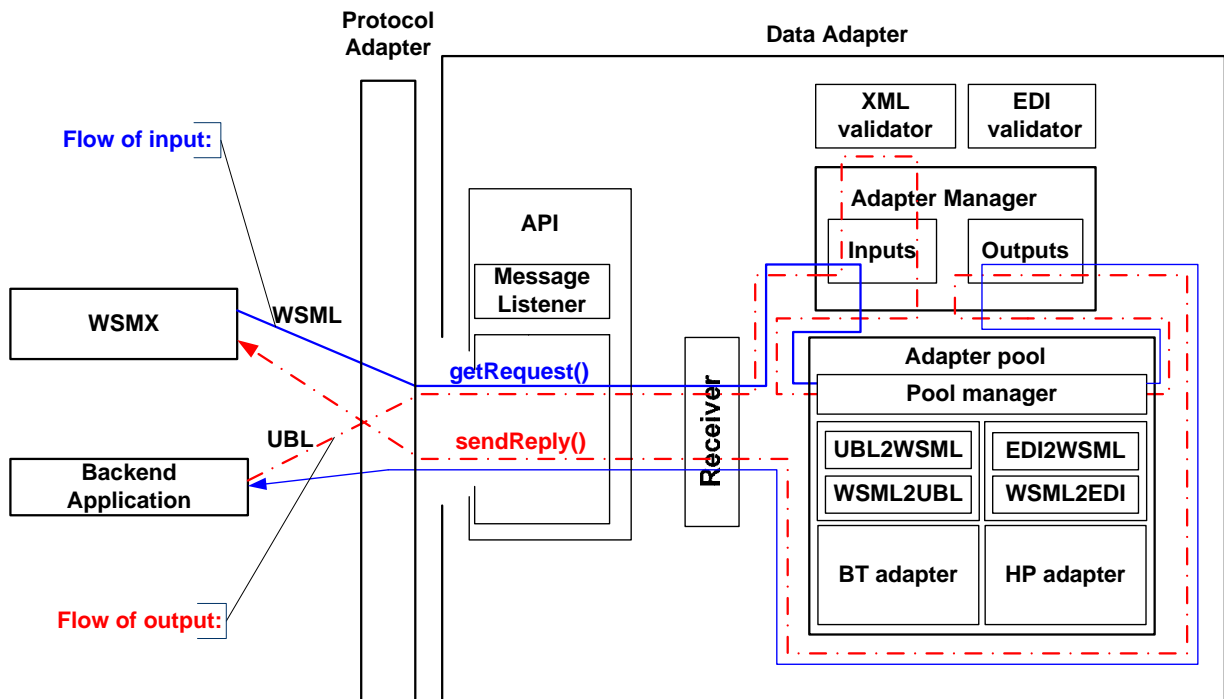 Protocol
Adapter
Data Adapter
XML
validator
EDI
validator
Flow of input:
Adapter Manager
API
Inputs
Outputs
Message
Listener
WSMX
WSML
Adapter pool
getRequest()
Pool manager
Receiver
UBL
sendReply()
UBL2WSML
EDI2WSML
Backend
Application
WSML2UBL
WSML2EDI
BT adapter
HP adapter
Flow of output: